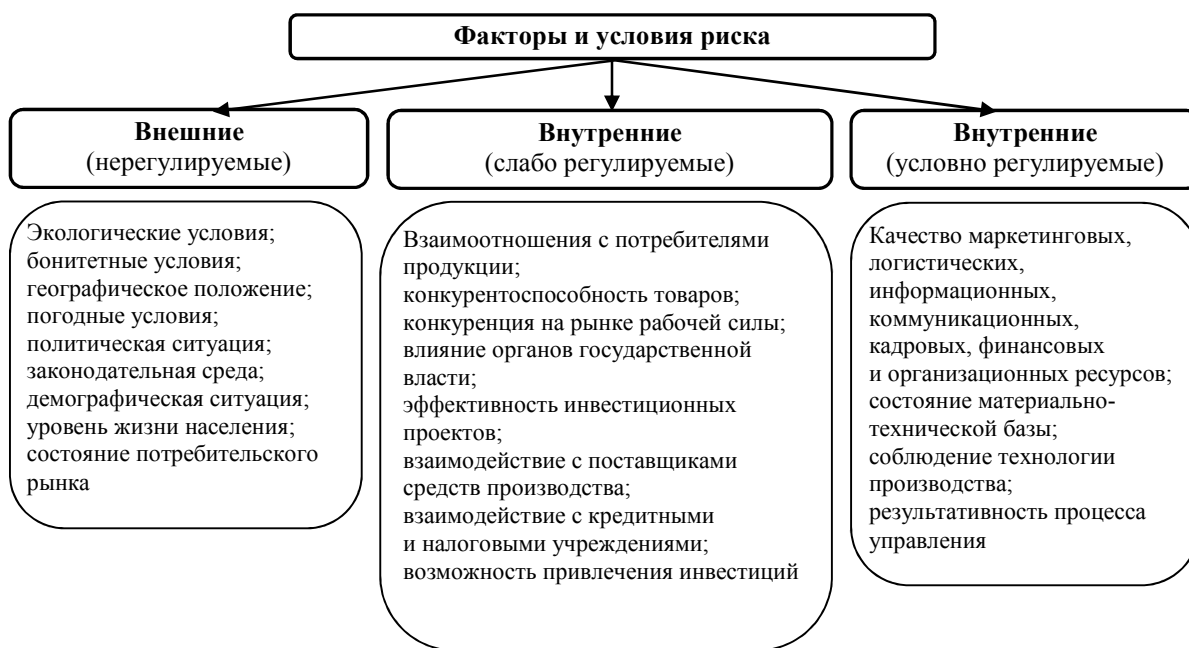 Факторы и условия риска
Внешние
(нерегулируемые)
Экологические условия;
бонитетные условия;
географическое положение;
погодные условия;
политическая ситуация;
законодательная среда;
демографическая ситуация;
уровень жизни населения;
состояние потребительского
рынка
Внутренние
(слабо регулируемые)
Взаимоотношения с потребителями
продукции;
конкурентоспособность товаров;
конкуренция на рынке рабочей силы;
влияние органов государственной
власти;
эффективность инвестиционных
проектов;
взаимодействие с поставщиками
средств производства;
взаимодействие с кредитными
и налоговыми учреждениями;
возможность привлечения инвестиций
Внутренние
(условно регулируемые)
Качество маркетинговых,
логистических,
информационных,
коммуникационных,
кадровых, финансовых
и организационных ресурсов;
состояние материально-
технической базы;
соблюдение технологии
производства;
результативность процесса
управления